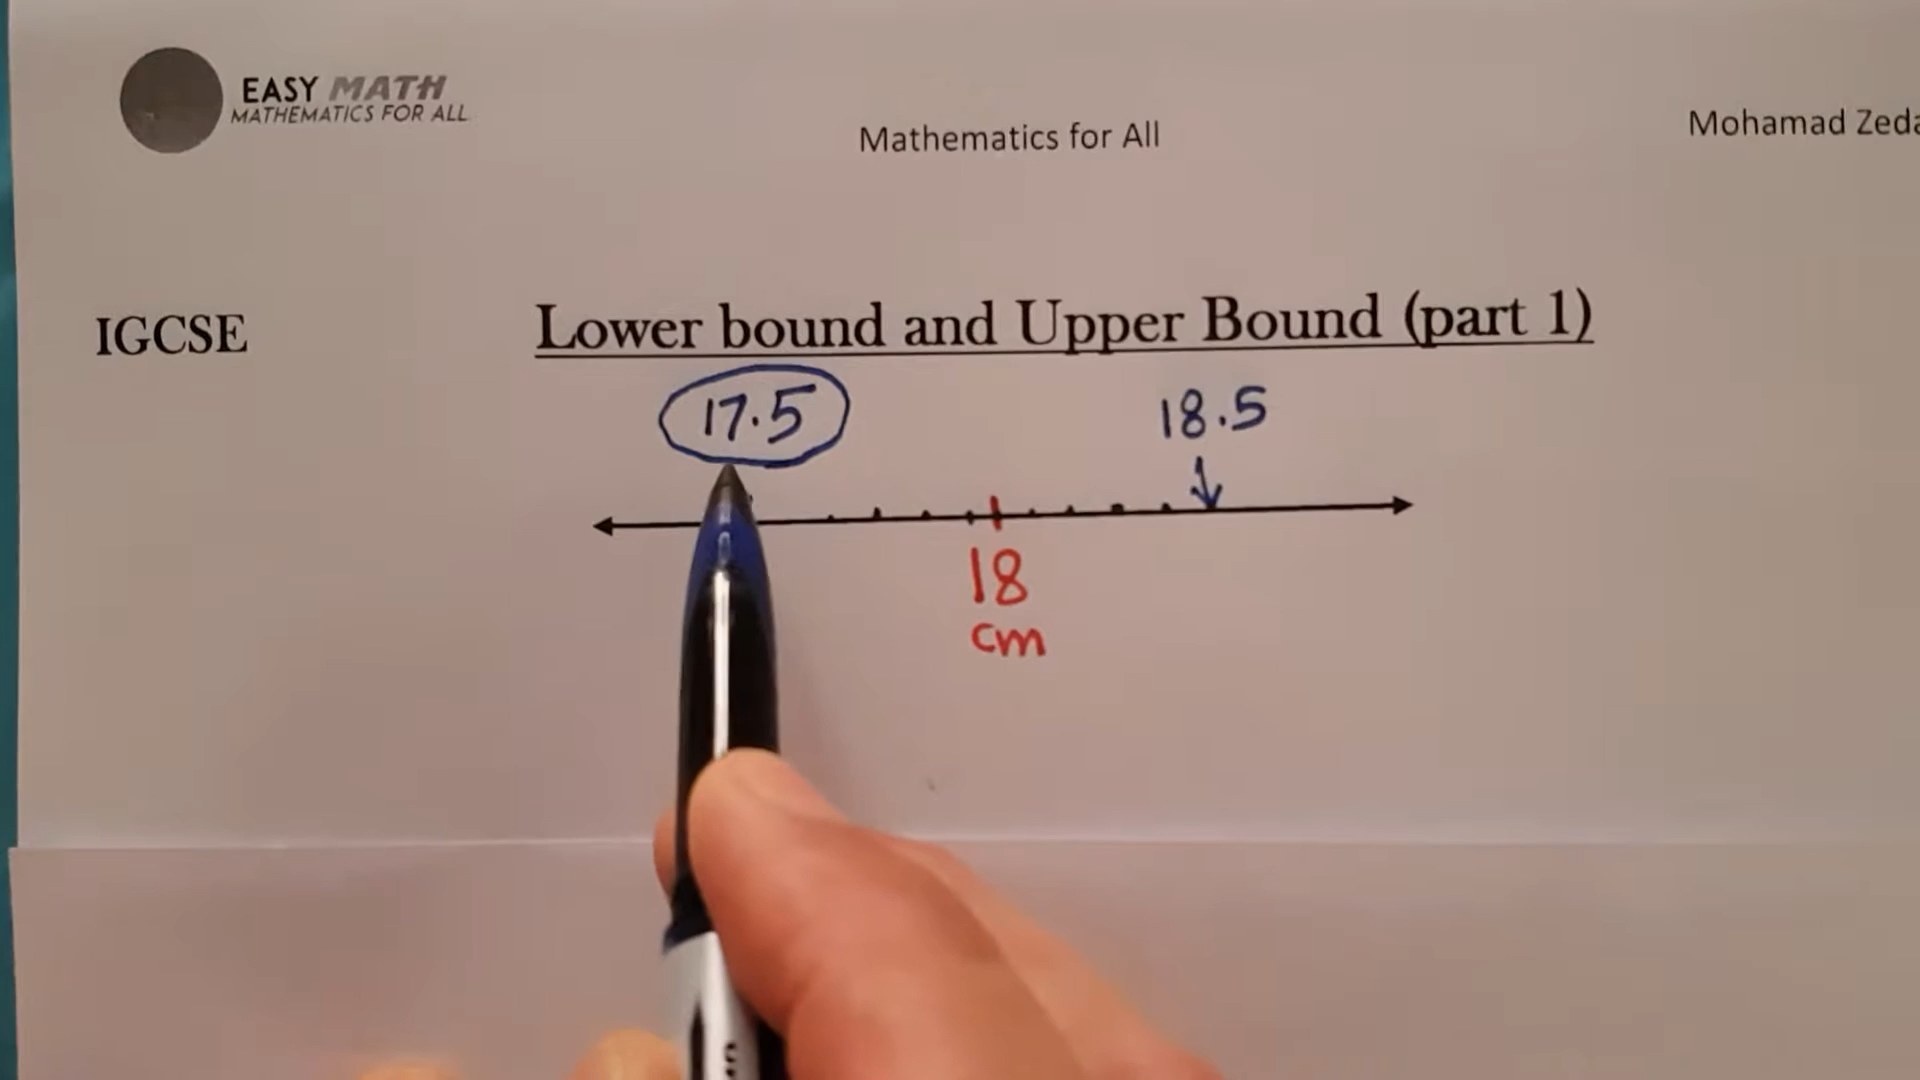 EASY MATH
MATHEMATICS FOR ALL
Mathematics for All
Mohamad
IGCSE
Lower bound and Upper Bound (part 1)
17.5
18.5
18
cm